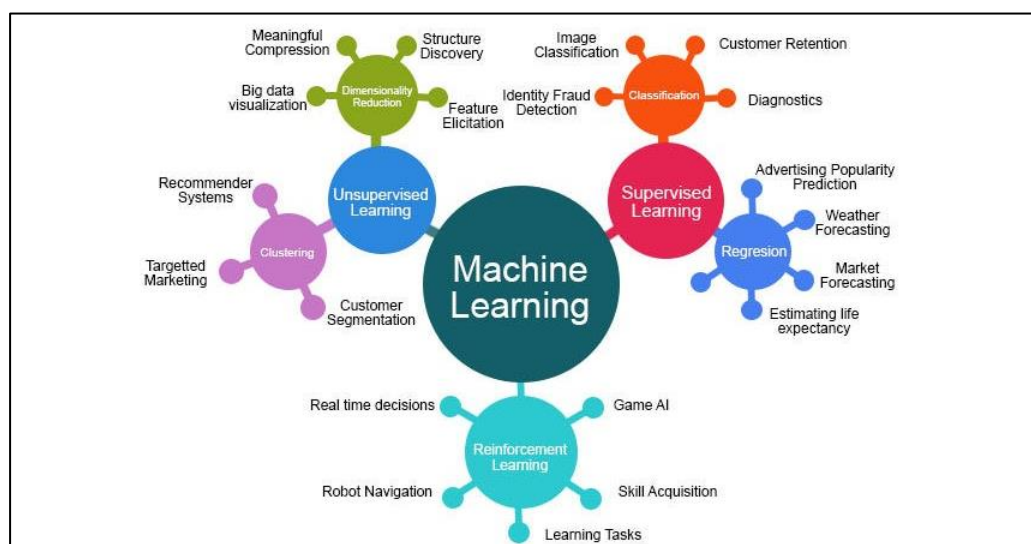 Machine
Learning
Unsupervised
Learning
Dimensionality
Reduction
Meaningful
Compression
Structure
Discovery
Big data
visualization
Feature
Elicitation
Clustering
Recommender
Systems
Targetted
Marketing
Customer
Segmentation
Supervised
Learning
Classification
Image
Classification
Customer Retention
Identity Fraud
Detection
Diagnostics
Regresion
Advertising Popularity
Prediction
Weather
Forecasting
Market
Forecasting
Estimating life
expectancy
Reinforcement
Learning
Real time decisions
Game AI
Robot Navigation
Skill Acquisition
Learning Tasks